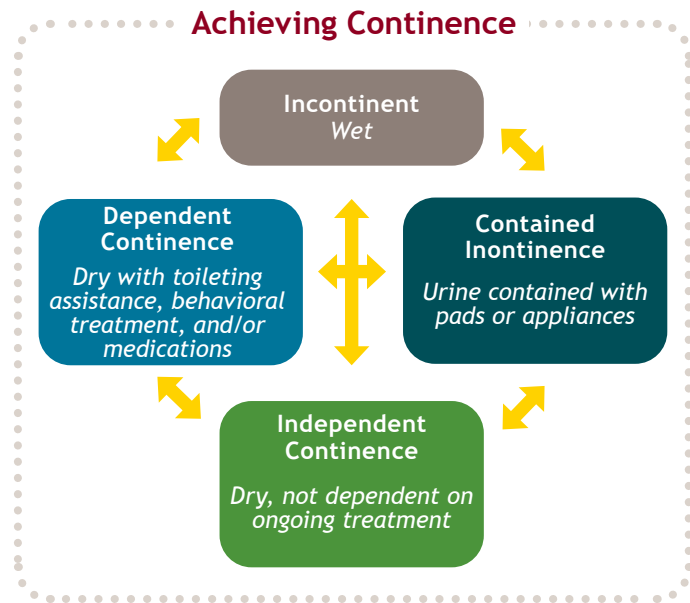 Achieving Continence
Incontinent
Wet
Dependent
Continence
Dry with toileting
assistance, behavioral
treatment, and/or
medications
Contained
Inontinence
Urine contained with
pads or appliances
Independent
Continence
Dry, not dependent on
ongoing treatment